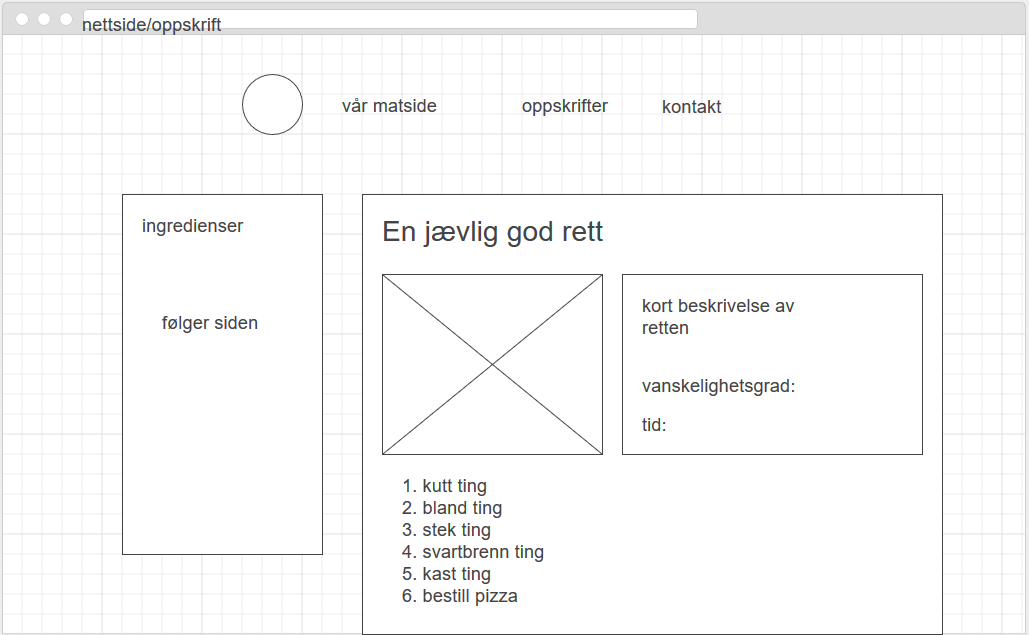 nettside/oppskrift
vår matside
oppskrifter
kontakt
ingredienser
følger siden
En jævlig god rett
kort beskrivelse av
retten
vanskelighetsgrad:
tid:
1. kutt ting
2. bland ting
3. stek ting
4. svartbrenn ting
5. kast ting
6. bestill pizza